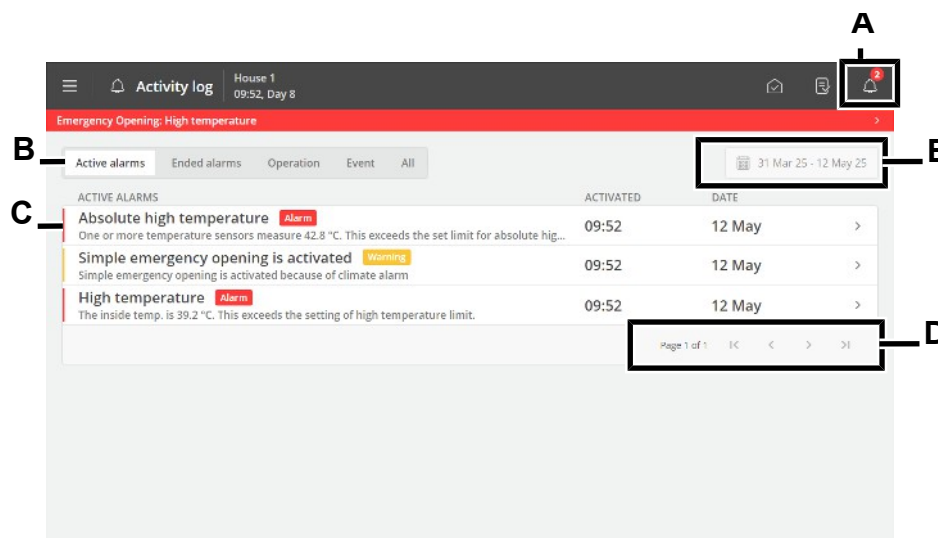 A
Activity log
House 1
09:52, Day 8
2
Emergency Opening: High temperature
B
Active alarms Ended alarms Operation Event All
31 Mar 25 - 12 May 25
ACTIVE ALARMS ACTIVATED DATE
C
Absolute high temperature Alarm
One or more temperature sensors measure 42.8 °C. This exceeds the set limit for absolute hig...
09:52 12 May
Simple emergency opening is activated Warning
Simple emergency opening is activated because of climate alarm
09:52 12 May
High temperature Alarm
The inside temp. is 39.2 °C. This exceeds the setting of high temperature limit.
09:52 12 May
Page 1 of 1
D